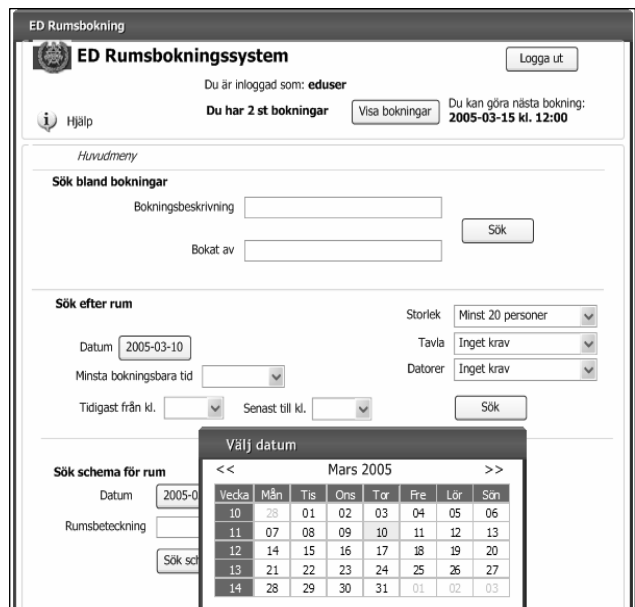 ED Rumsbokning
ED Rumsbokningssystem
Logga ut
Du är inloggad som: eduser
Du har 2 st bokningar
Visa bokningar
Du kan göra nästa bokning:
2005-03-15 kl. 12:00
Hjälp
Huvudmeny
Sök bland bokningar
Bokningsbeskrivning
Sök
Bokat av
Sök efter rum
Storlek Minst 20 personer
Datum 2005-03-10
Tavla Inget krav
Minsta bokningsbara tid
Datorer Inget krav
Tidigast från kl.
Senast till kl.
Sök
Välj datum
<< Mars 2005 >>
Vecka Mån Tis Ons Tor Fre Lör Sön
10 28 01 02 03 04 05 06
11 07 08 09 10 11 12 13
12 14 15 16 17 18 19 20
13 21 22 23 24 25 26 27
14 28 29 30 31 01 02 03
Sök schema för rum
Datum 2005-0
Rumsbeteckning
Sök sch